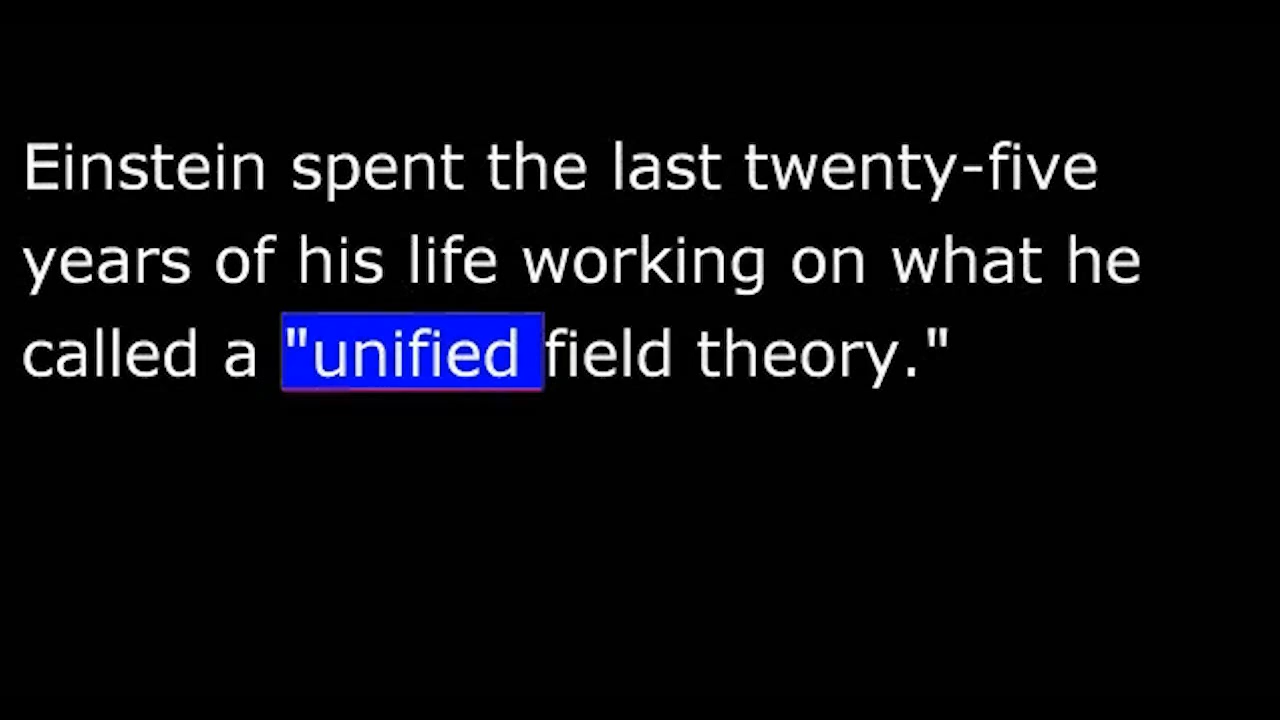 Einstein spent the last twenty-five
years of his life working on what he
called a "unified field theory."